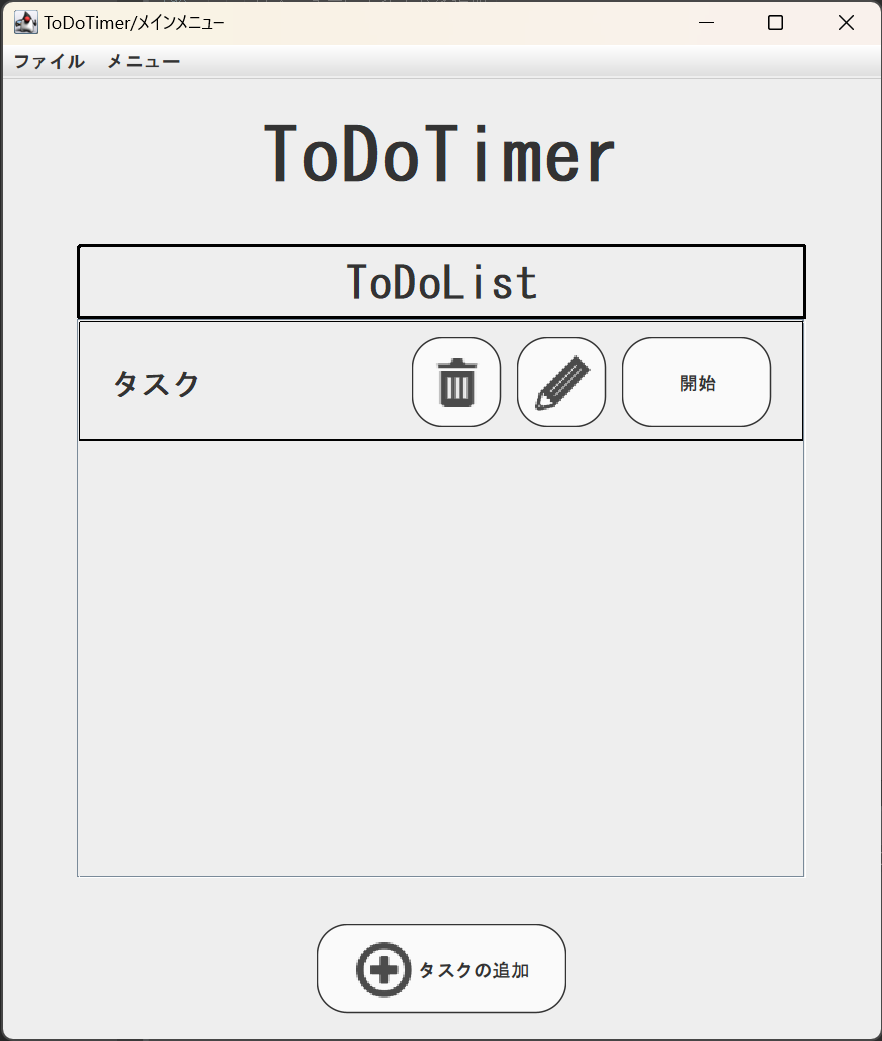 ToDoTimer/メインメニュー
ファイル メニュー
ToDoTimer
ToDoList
タスク 開始
タスクの追加